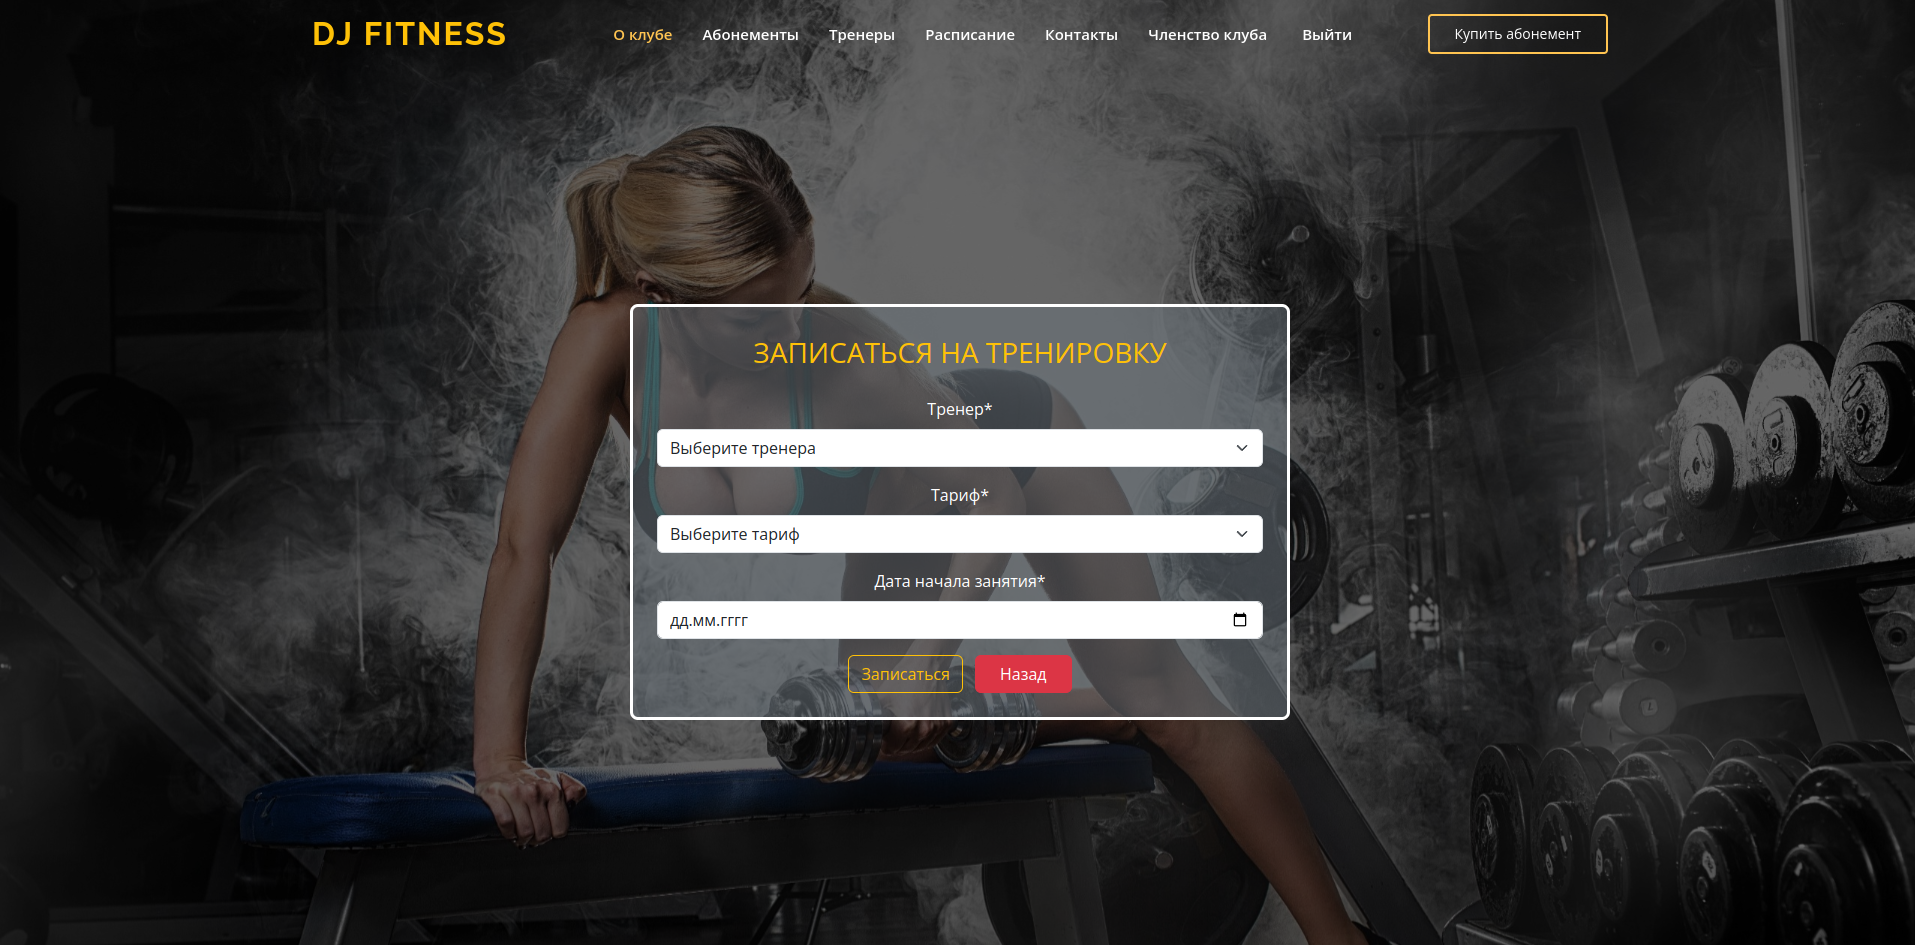 DJ FITNESS
О клубе
Абонементы
Тренеры
Расписание
Контакты
Членство клуба
Выйти
Купить абонемент
ЗАПИСАТЬСЯ НА ТРЕНИРОВКУ
Тренер*
Выберите тренера
Тариф*
Выберите тариф
Дата начала занятия*
дд.мм.гггг
Записаться
Назад